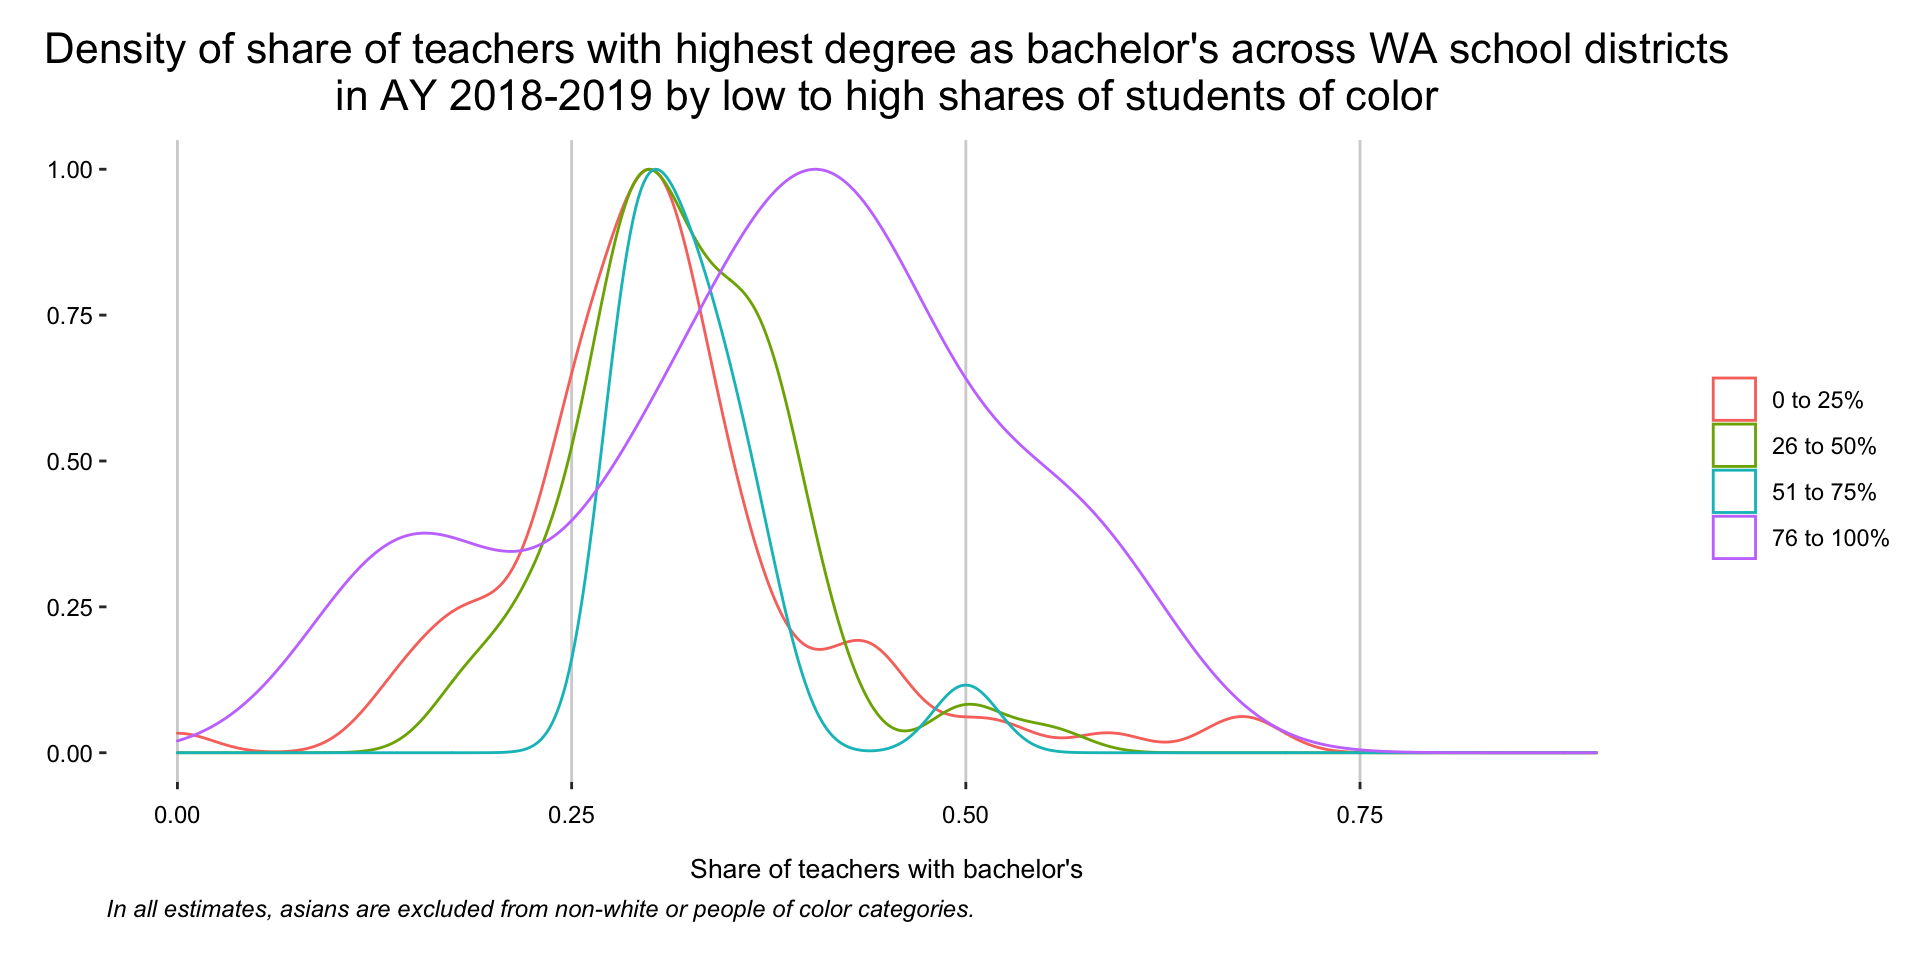 Density of share of teachers with highest degree as bachelor's across WA school districts
in AY 2018-2019 by low to high shares of students of color
1.00
0.75
0.50
0.25
0.00
0.00 0.25 0.50 0.75
Share of teachers with bachelor's
In all estimates, asians are excluded from non-white or people of color categories.
0 to 25%
26 to 50%
51 to 75%
76 to 100%